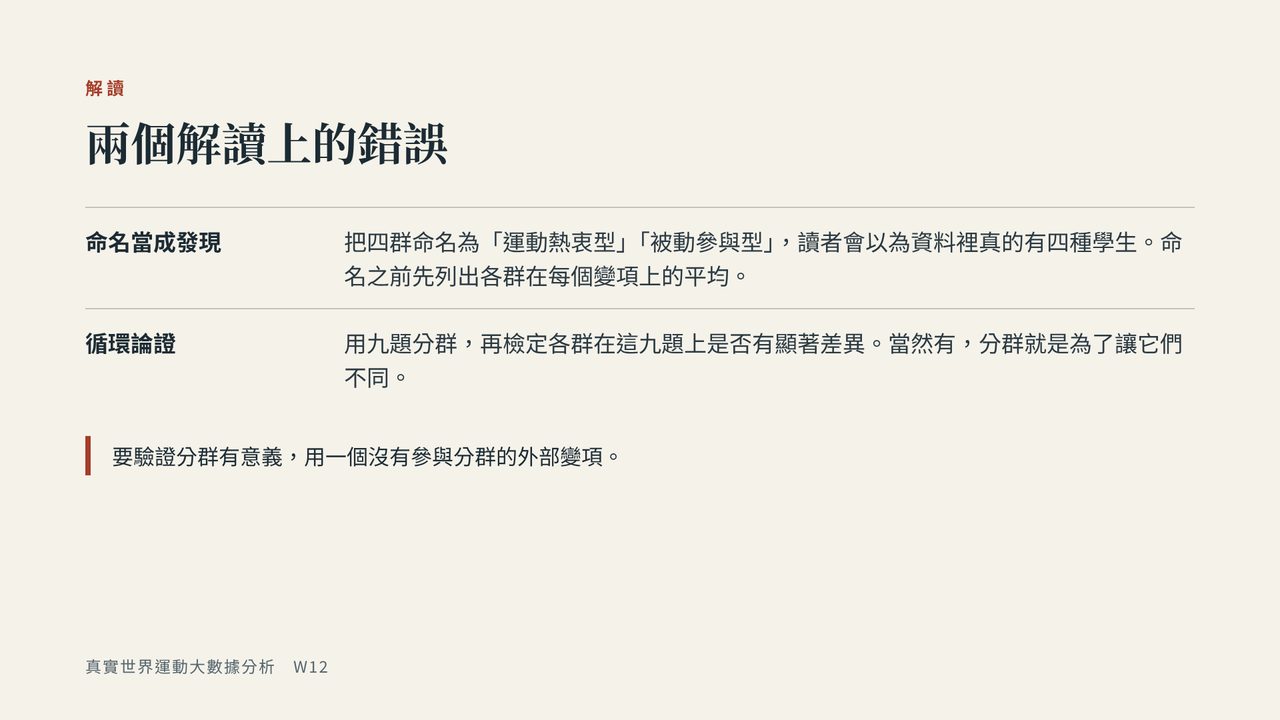 解讀
兩個解讀上的錯誤
命名當成發現
把四群命名為「運動熱衷型」「被動參與型」，讀者會以為資料裡真的有四種學生。命
名之前先列出各群在每個變項上的平均。
循環論證
用九題分群，再檢定各群在這九題上是否有顯著差異。當然有，分群就是為了讓它們
不同。
要驗證分群有意義，用一個沒有參與分群的外部變項。
真實世界運動大數據分析　W12